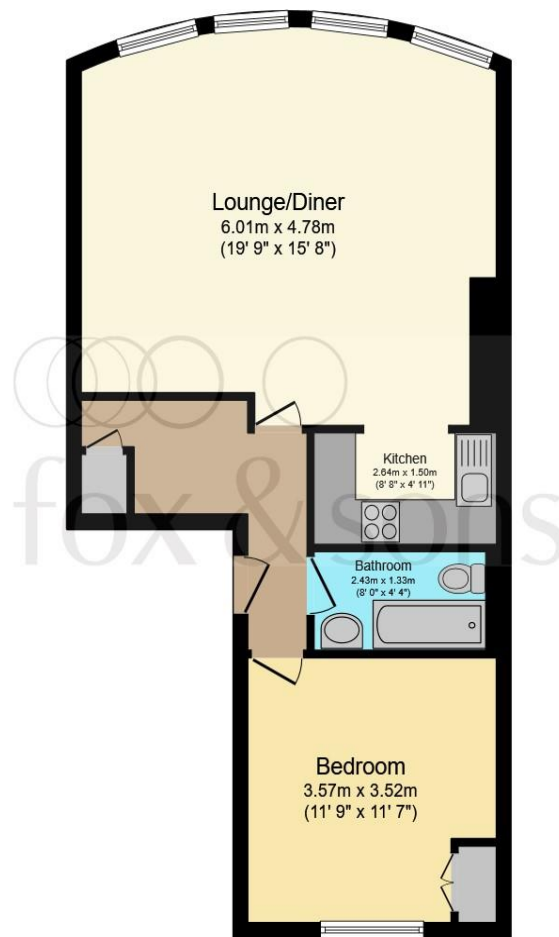 Lounge/Diner
6.01m x 4.78m
(19' 9" x 15' 8")
Kitchen
2.64m x 1.50m
(8' 8" x 4' 11")
fox & sons
Bathroom
2.43m x 1.33m
(8' 0" x 4' 4")
Bedroom
3.57m x 3.52m
(11' 9" x 11' 7")